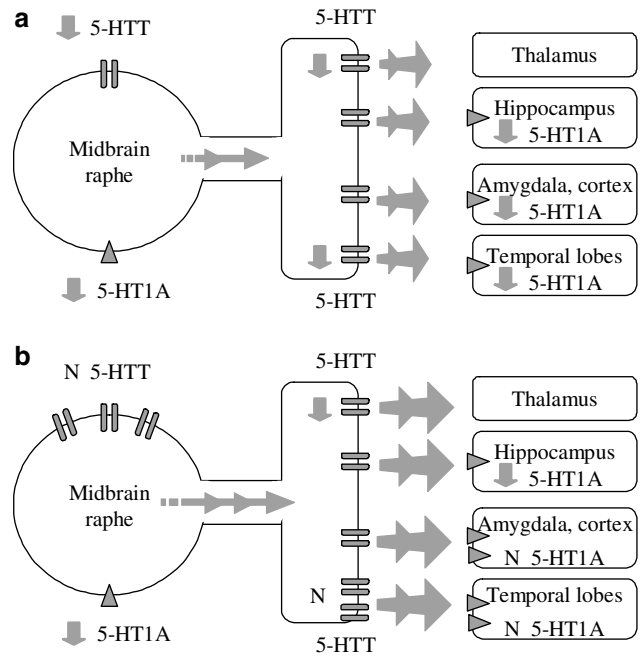 a
5-HTT
5-HTT
Midbrain
raphe
5-HT1A
5-HTT
Thalamus
Hippocampus
5-HT1A
Amygdala, cortex
5-HT1A
Temporal lobes
5-HT1A
b
N 5-HTT
5-HTT
Midbrain
raphe
5-HT1A
N
5-HTT
Thalamus
Hippocampus
5-HT1A
Amygdala, cortex
N 5-HT1A
Temporal lobes
N 5-HT1A